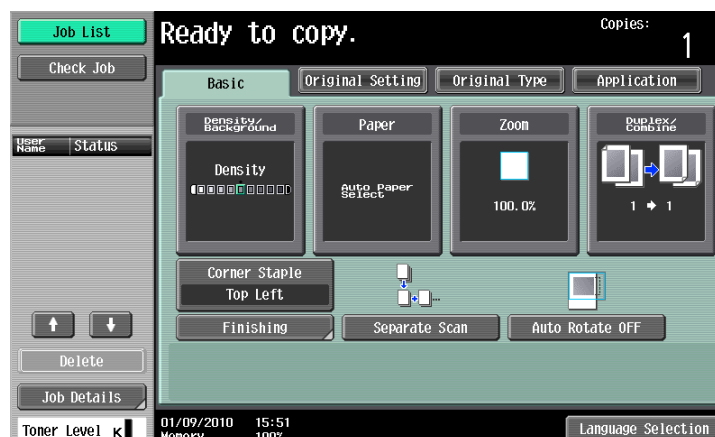 Job List
Check Job
User Name Status
Delete
Job Details
Toner Level K
Ready to copy.
Copies:
1
Basic
Original Setting
Original Type
Application
Density/
Background
Density
Paper
Auto Paper
Select
Zoom
100.0%
Duplex/
Combine
1 → 1
Corner Staple
Top Left
Finishing
Separate Scan
Auto Rotate OFF
01/09/2010 15:51
Memory 100%
Language Selection